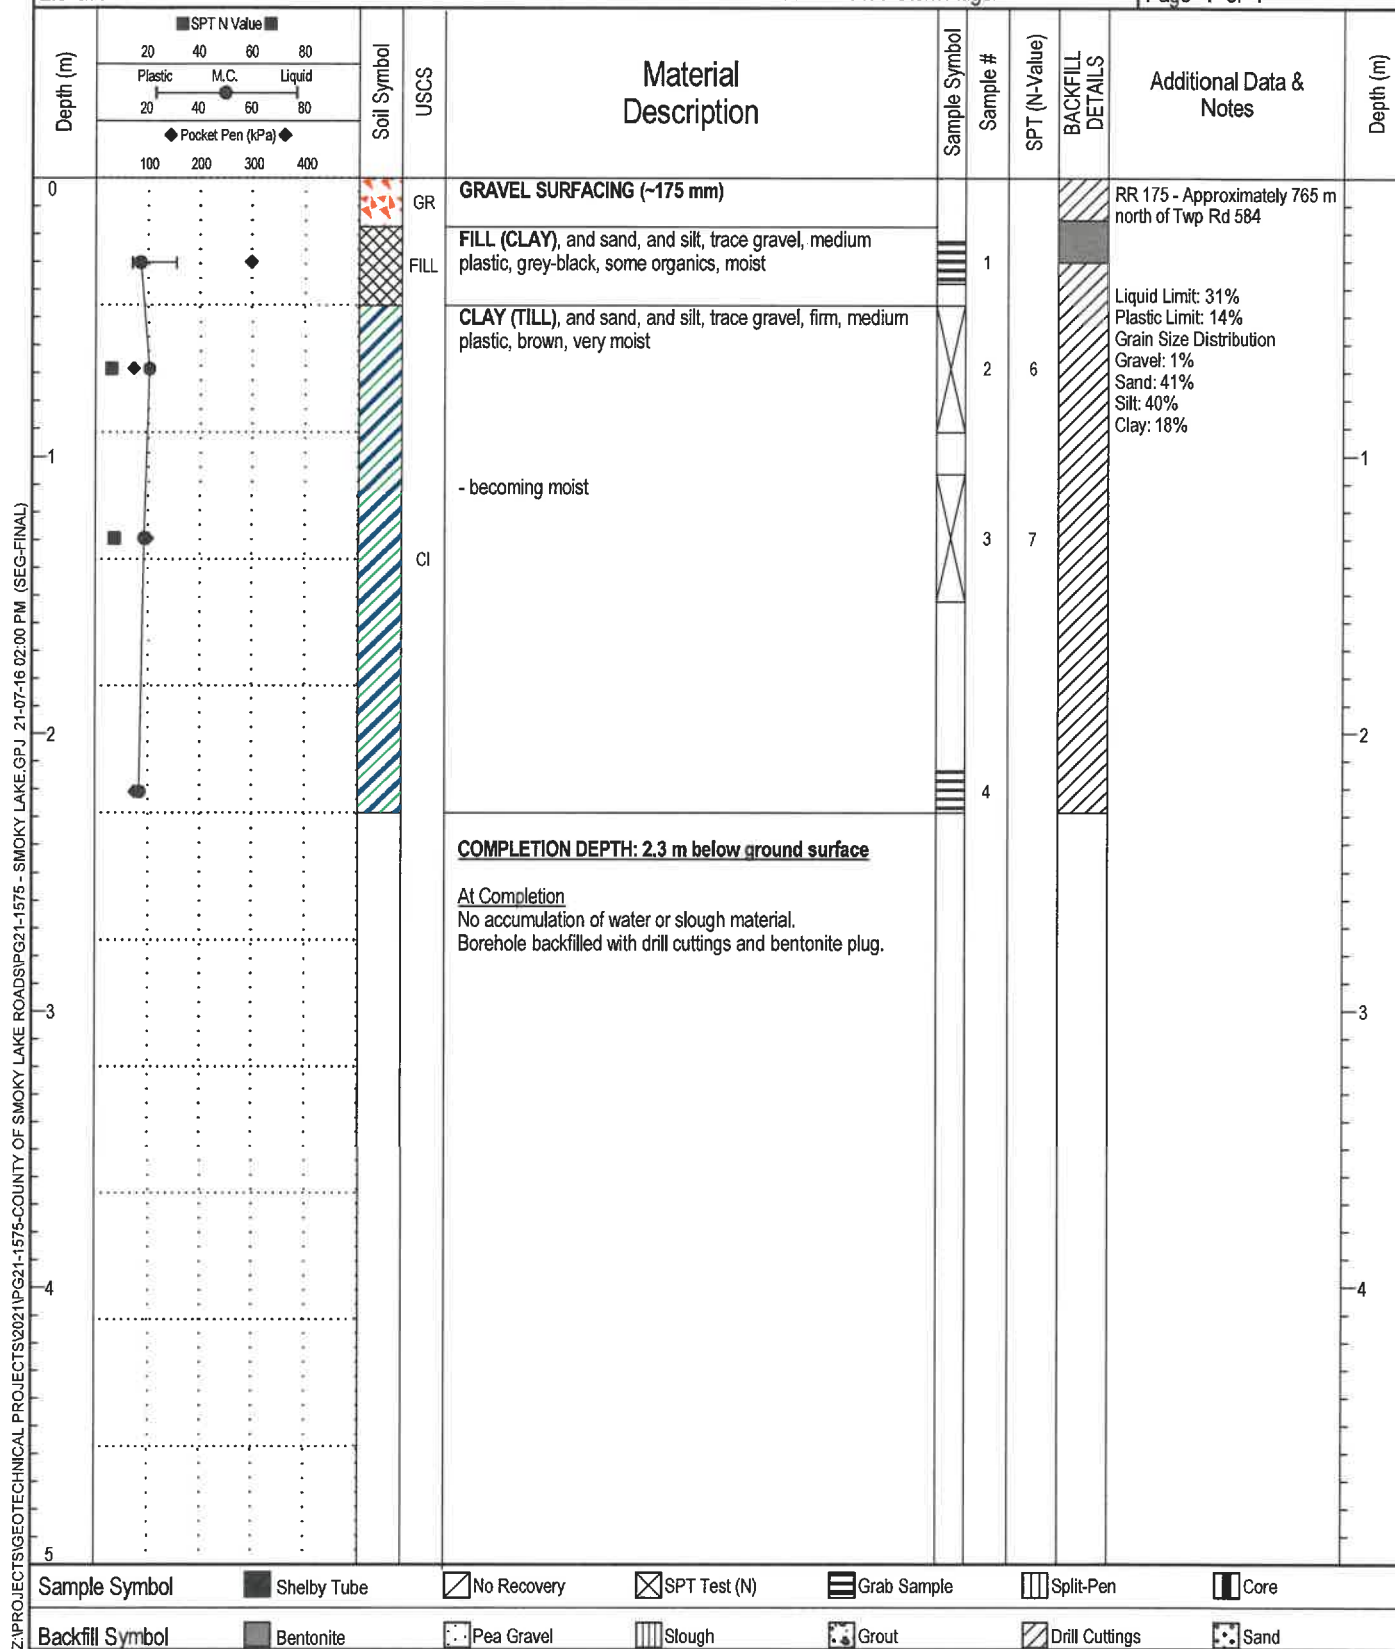 Page 1 of 1
Depth (m)
■ SPT N Value ■
20 40 60 80
Plastic M.C. Liquid
20 40 60 80
◆ Pocket Pen (kPa) ◆
100 200 300 400
Soil Symbol
USCS
Material
Description
Sample Symbol
Sample #
SPT (N-Value)
BACKFILL
DETAILS
Additional Data &
Notes
Depth (m)
0
GR
GRAVEL SURFACING (~175 mm)
RR 175 - Approximately 765 m
north of Twp Rd 584
FILL
FILL (CLAY), and sand, and silt, trace gravel, medium
plastic, grey-black, some organics, moist
1
CLAY (TILL), and sand, and silt, trace gravel, firm, medium
plastic, brown, very moist
2 6
Liquid Limit: 31%
Plastic Limit: 14%
Grain Size Distribution
Gravel: 1%
Sand: 41%
Silt: 40%
Clay: 18%
1 1
- becoming moist
3 7
CI
2 2
4
COMPLETION DEPTH: 2.3 m below ground surface
At Completion
No accumulation of water or slough material.
Borehole backfilled with drill cuttings and bentonite plug.
3 3
4 4
5
Sample Symbol Shelby Tube No Recovery SPT Test (N) Grab Sample Split-Pen Core
Backfill Symbol Bentonite Pea Gravel Slough Grout Drill Cuttings Sand
Z:\PROJECTS\GEOTECHNICAL PROJECTS\2021\PG21-1575-COUNTY OF SMOKY LAKE ROADS\PG21-1575 - SMOKY LAKE.GPJ 21-07-16 02:00 PM (SEG-FINAL)